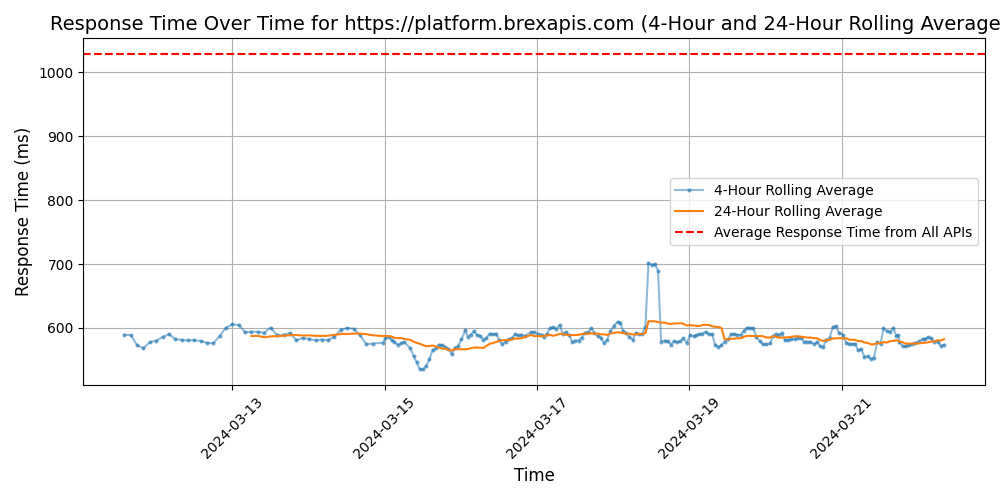 Response Time Over Time for https://platform.brexapis.com (4-Hour and 24-Hour Rolling Average
Response Time (ms)
1000
900
800
700
600
4-Hour Rolling Average
24-Hour Rolling Average
Average Response Time from All APIs
2024-03-13
2024-03-15
2024-03-17
2024-03-19
2024-03-21
Time